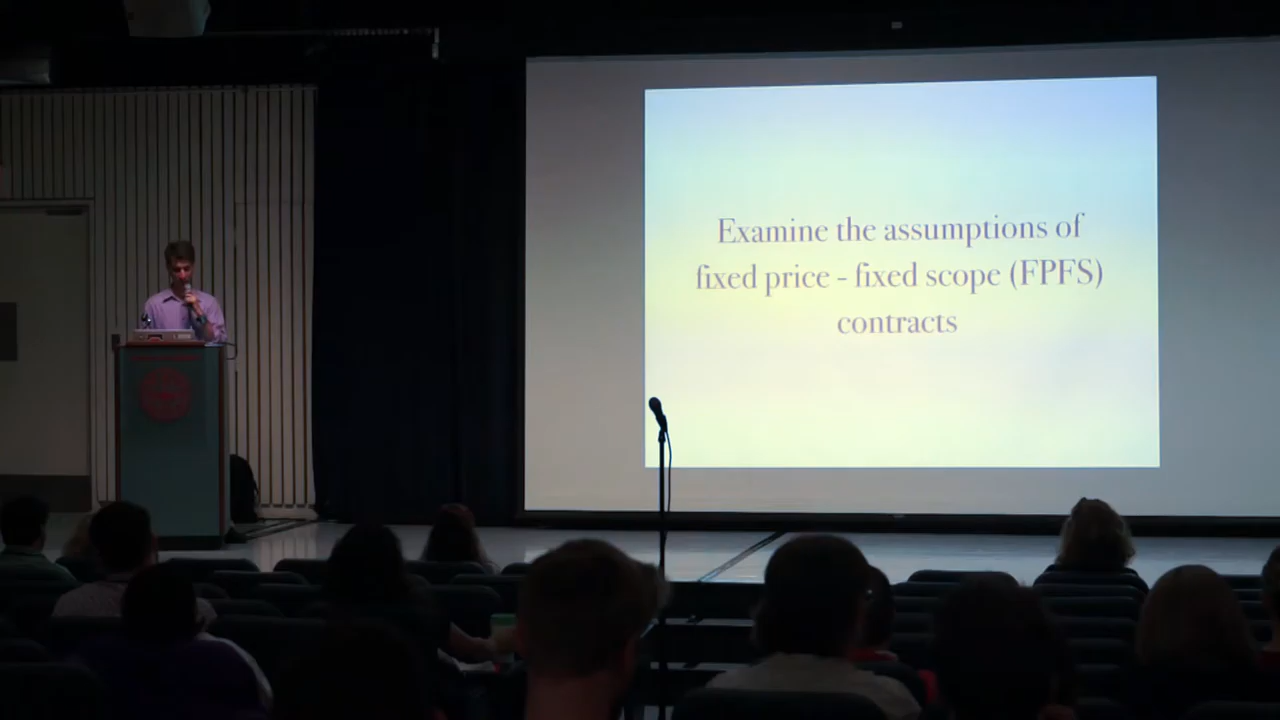 Examine the assumptions of
fixed price - fixed scope (FPFS)
contracts